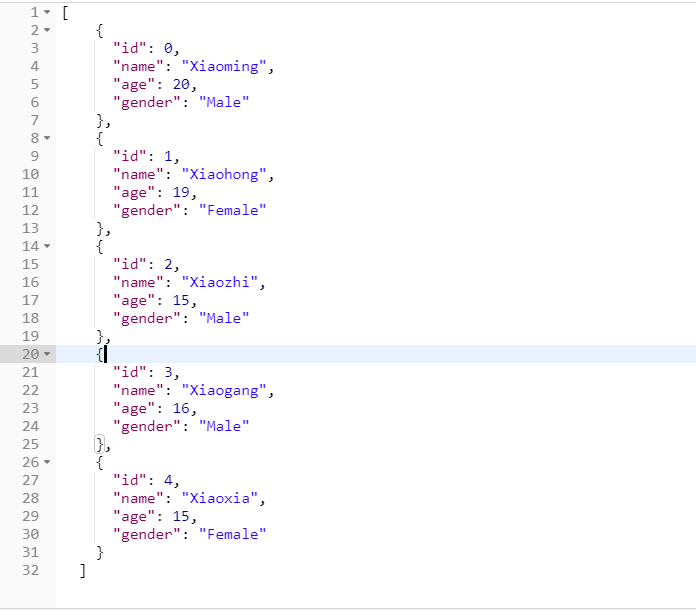 1 [
2 {
3 "id": 0,
4 "name": "Xiaoming",
5 "age": 20,
6 "gender": "Male"
7 },
8 {
9 "id": 1,
10 "name": "Xiaohong",
11 "age": 19,
12 "gender": "Female"
13 },
14 {
15 "id": 2,
16 "name": "Xiaozhi",
17 "age": 15,
18 "gender": "Male"
19 },
20 {
21 "id": 3,
22 "name": "Xiaogang",
23 "age": 16,
24 "gender": "Male"
25 },
26 {
27 "id": 4,
28 "name": "Xiaoxia",
29 "age": 15,
30 "gender": "Female"
31 }
32 ]